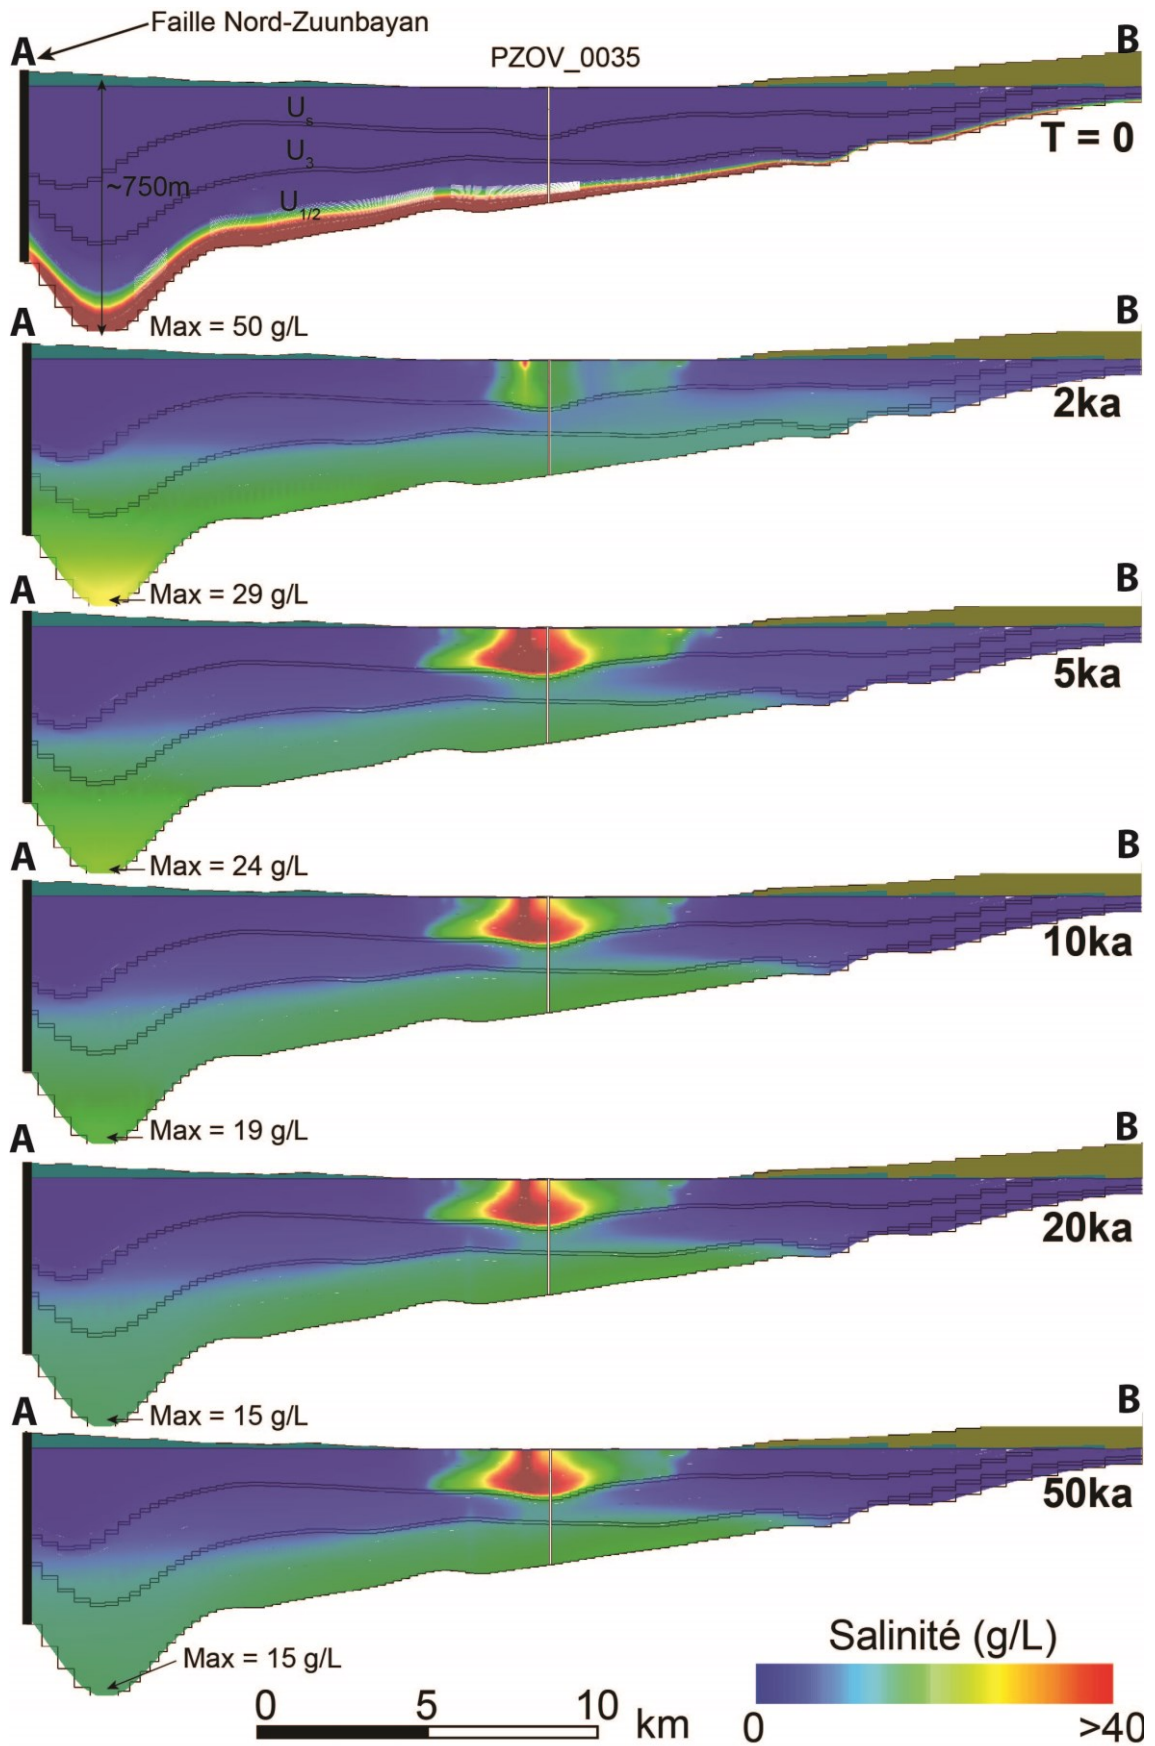 Faille Nord-Zuunbayan
A
B
PZOV_0035
Us
T = 0
U3
~750m
U1/2
Max = 50 g/L
A
B
2ka
Max = 29 g/L
A
B
5ka
Max = 24 g/L
A
B
10ka
Max = 19 g/L
A
B
20ka
Max = 15 g/L
A
B
50ka
Max = 15 g/L
Salinité (g/L)
0 >40
0 5 10 km